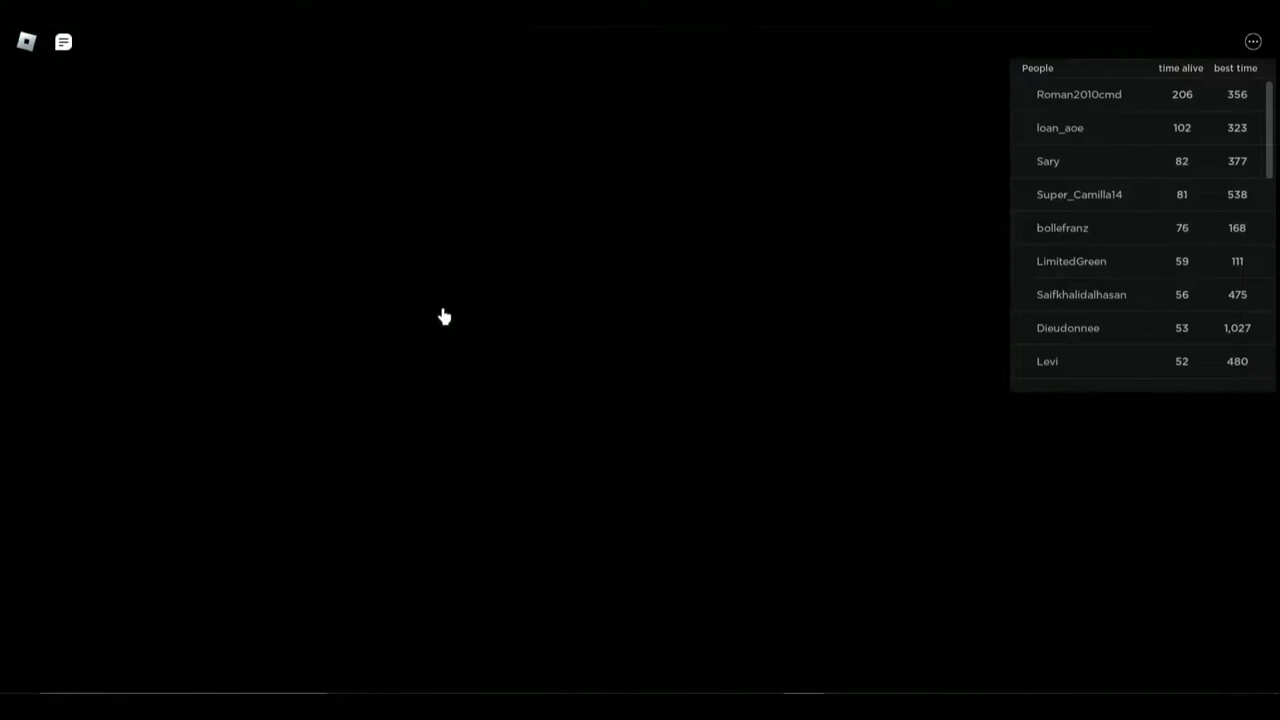 People time alive best time
Roman2010cmd 206 356
loan_aoe 102 323
Sary 82 377
Super_Camilla14 81 538
bollefranz 76 168
LimitedGreen 59 111
Saifkhalidalhasan 56 475
Dieudonnee 53 1,027
Levi 52 480